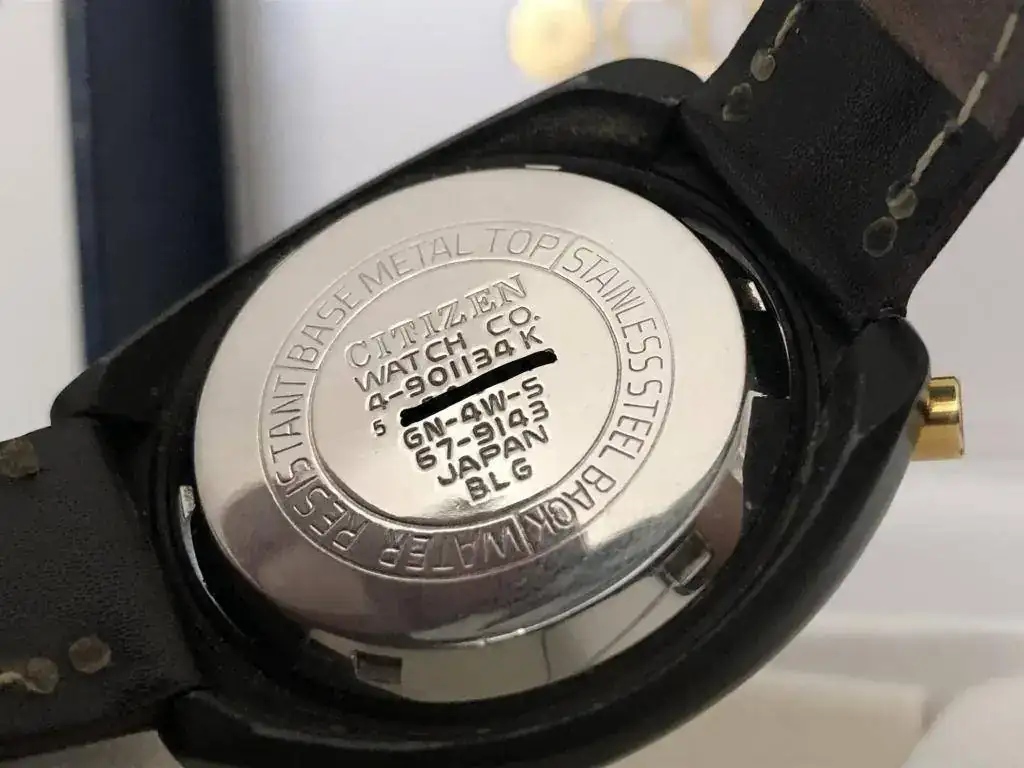 BASE METAL TOP
STAINLESS STEEL BACK
WATER RESISTANT
CITIZEN
WATCH CO.
4-901134 K
5
GN-4W-S
67-9143
JAPAN
BLG